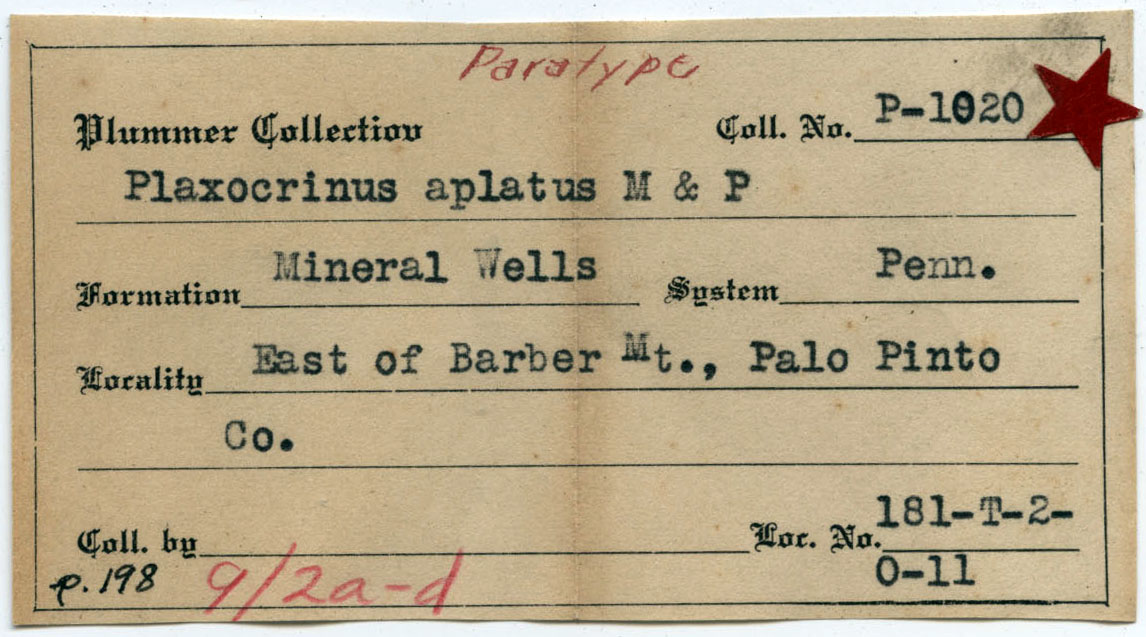 Paratype
Plummer Collection Coll. No. P-1020
Plaxocrinus aplatus M & P
Formation Mineral Wells System Penn.
Locality East of Barber Mt., Palo Pinto
Co.
Coll. by Loc. No. 181-T-2-
O-11
p. 198 9/2a-d